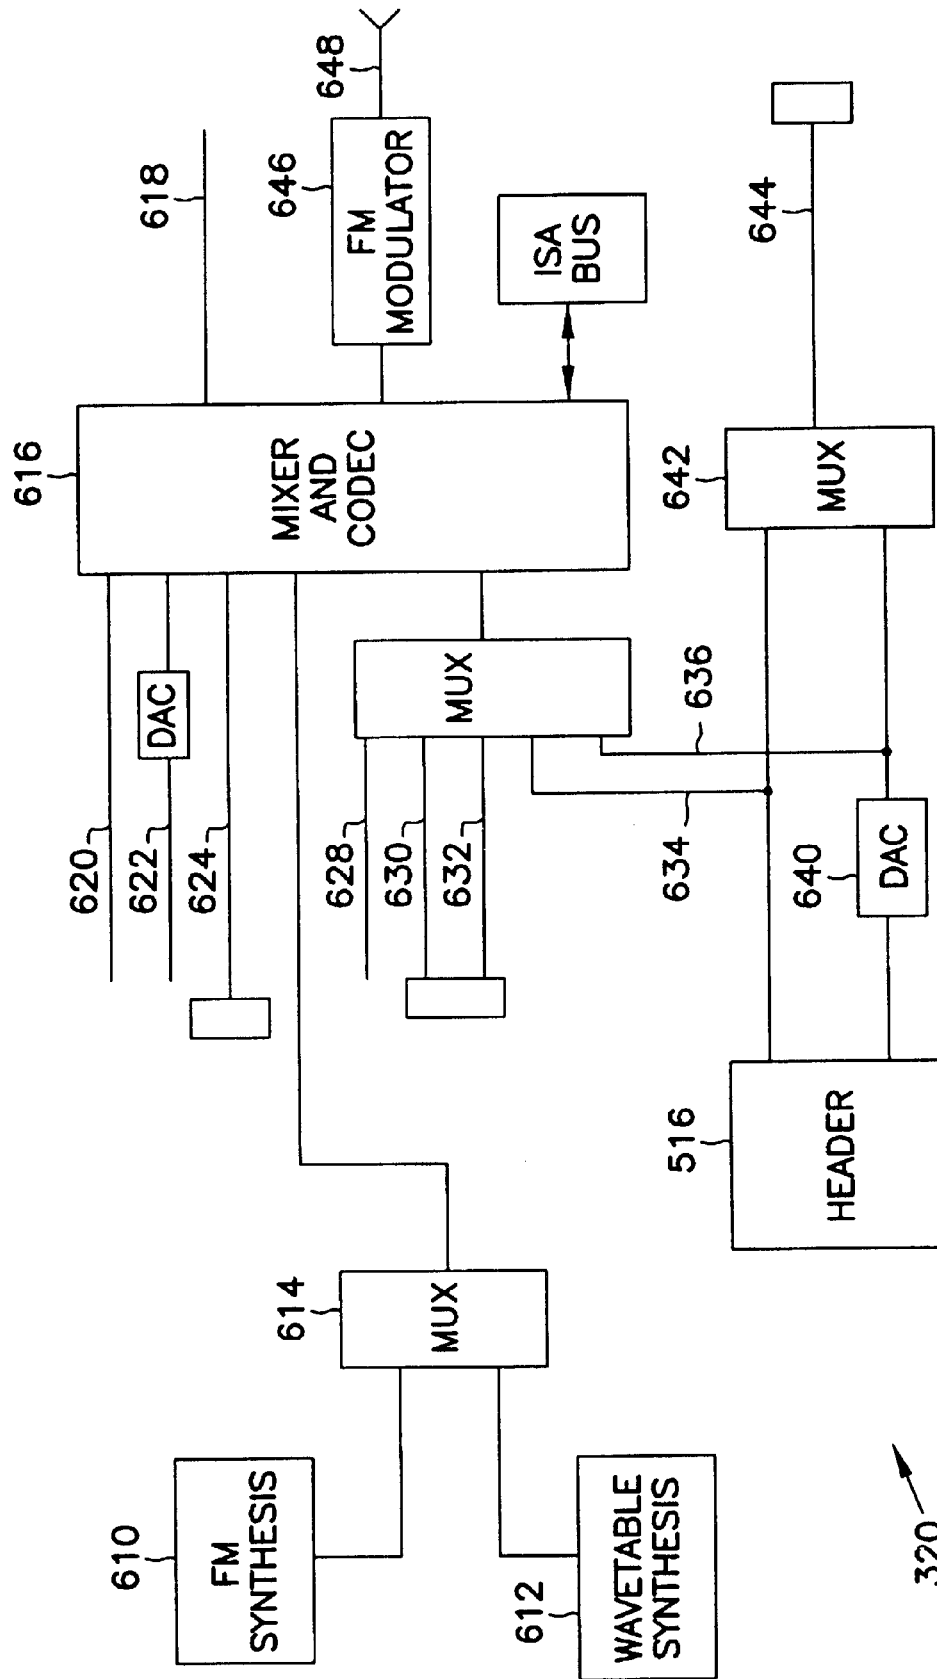 618
648
646
FM
MODULATOR
ISA
BUS
644
616
MIXER
AND
CODEC
642
MUX
DAC
MUX
636
620
622
624
628
630
632
634
640
DAC
516
HEADER
614
MUX
610
FM
SYNTHESIS
612
WAVETABLE
SYNTHESIS
320